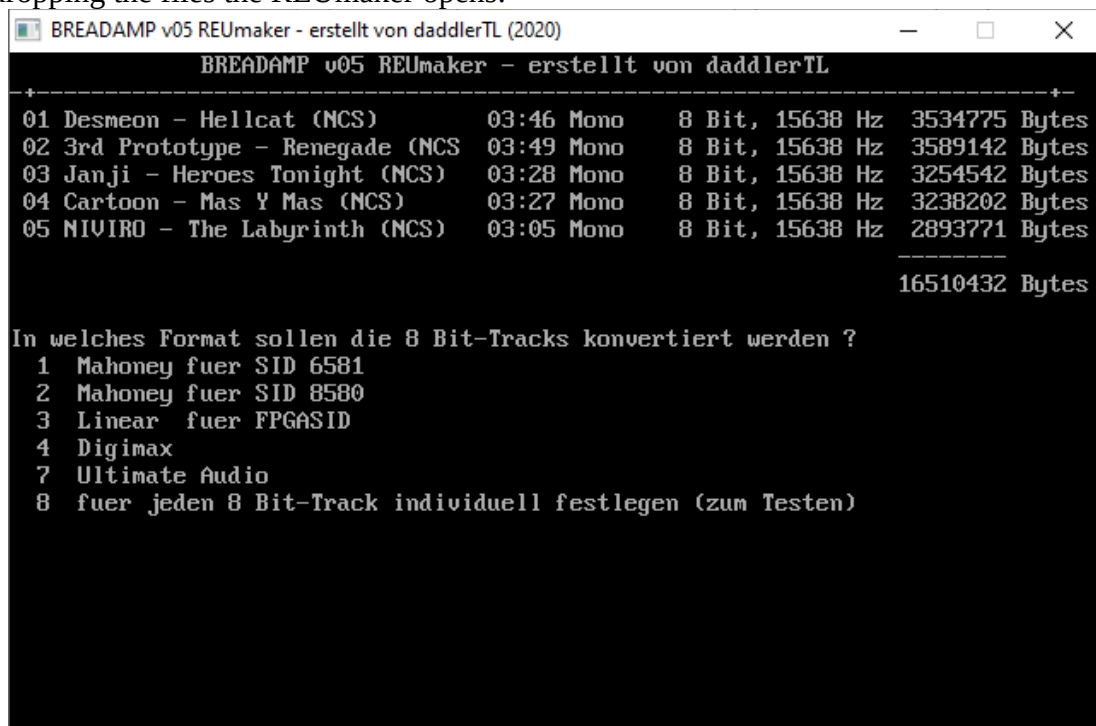 ropping the files the REUmaker opens:
BREADAMP v05 REUmaker - erstellt von daddlerTL (2020)
BREADAMP v05 REUmaker - erstellt von daddlerTL
01 Desmeon - Hellcat (NCS) 03:46 Mono 8 Bit, 15638 Hz 3534775 Bytes
02 3rd Prototype - Renegade (NCS 03:49 Mono 8 Bit, 15638 Hz 3589142 Bytes
03 Janji - Heroes Tonight (NCS) 03:28 Mono 8 Bit, 15638 Hz 3254542 Bytes
04 Cartoon - Mas Y Mas (NCS) 03:27 Mono 8 Bit, 15638 Hz 3238202 Bytes
05 NIVIRO - The Labyrinth (NCS) 03:05 Mono 8 Bit, 15638 Hz 2893771 Bytes
16510432 Bytes
In welches Format sollen die 8 Bit-Tracks konvertiert werden ?
1 Mahoney fuer SID 6581
2 Mahoney fuer SID 8580
3 Linear fuer FPGASID
4 Digimax
7 Ultimate Audio
8 fuer jeden 8 Bit-Track individuell festlegen (zum Testen)